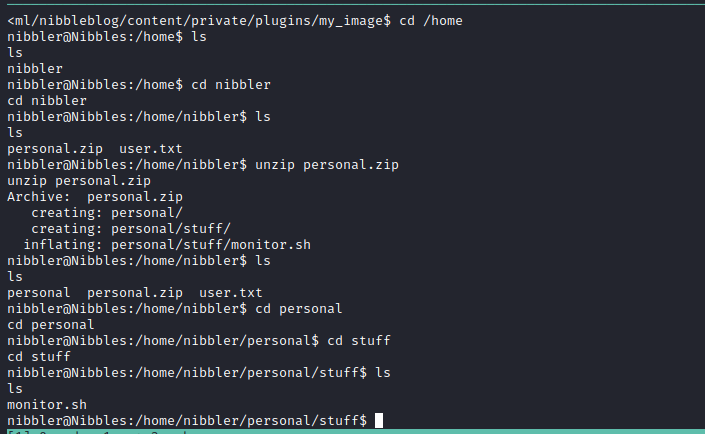 <ml/nibbleblog/content/private/plugins/my_image$ cd /home
nibbler@Nibbles:/home$ ls
ls
nibbler
nibbler@Nibbles:/home$ cd nibbler
cd nibbler
nibbler@Nibbles:/home/nibbler$ ls
ls
personal.zip  user.txt
nibbler@Nibbles:/home/nibbler$ unzip personal.zip
unzip personal.zip
Archive:  personal.zip
   creating: personal/
   creating: personal/stuff/
  inflating: personal/stuff/monitor.sh
nibbler@Nibbles:/home/nibbler$ ls
ls
personal  personal.zip  user.txt
nibbler@Nibbles:/home/nibbler$ cd personal
cd personal
nibbler@Nibbles:/home/nibbler/personal$ cd stuff
cd stuff
nibbler@Nibbles:/home/nibbler/personal/stuff$ ls
ls
monitor.sh
nibbler@Nibbles:/home/nibbler/personal/stuff$